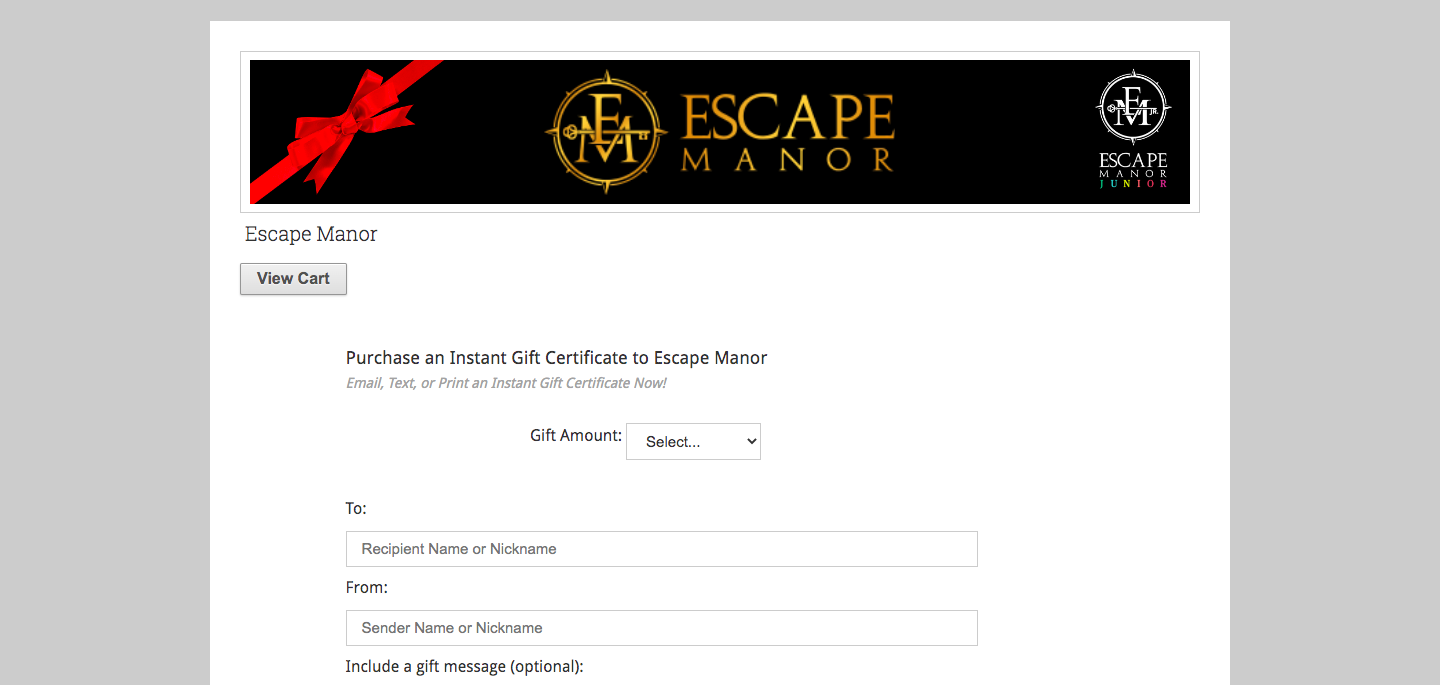 EM
ESCAPE
MANOR
EM JR.
ESCAPE
MANOR
JUNIOR
Escape Manor
View Cart
Purchase an Instant Gift Certificate to Escape Manor
Email, Text, or Print an Instant Gift Certificate Now!
Gift Amount: Select...
To:
Recipient Name or Nickname
From:
Sender Name or Nickname
Include a gift message (optional):